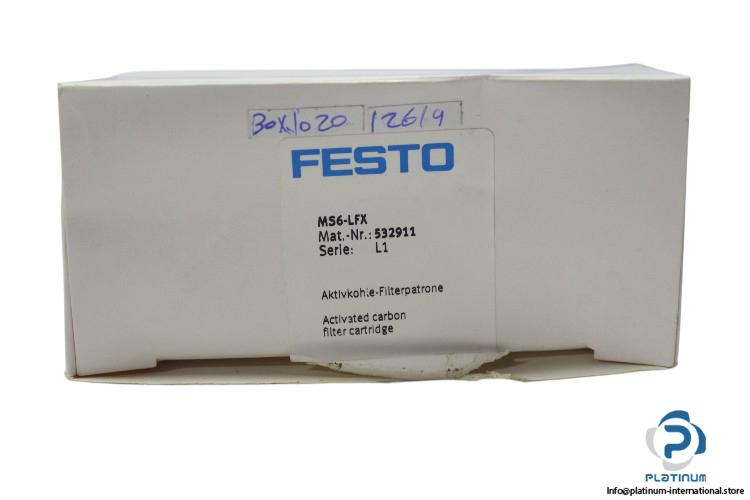 Box1020 12619
FESTO
MS6-LFX
Mat.-Nr.: 532911
Serie: L1
Aktivkohle-Filterpatrone
Activated carbon
filter cartridge
PLATINUM
Info@platinum-international.store